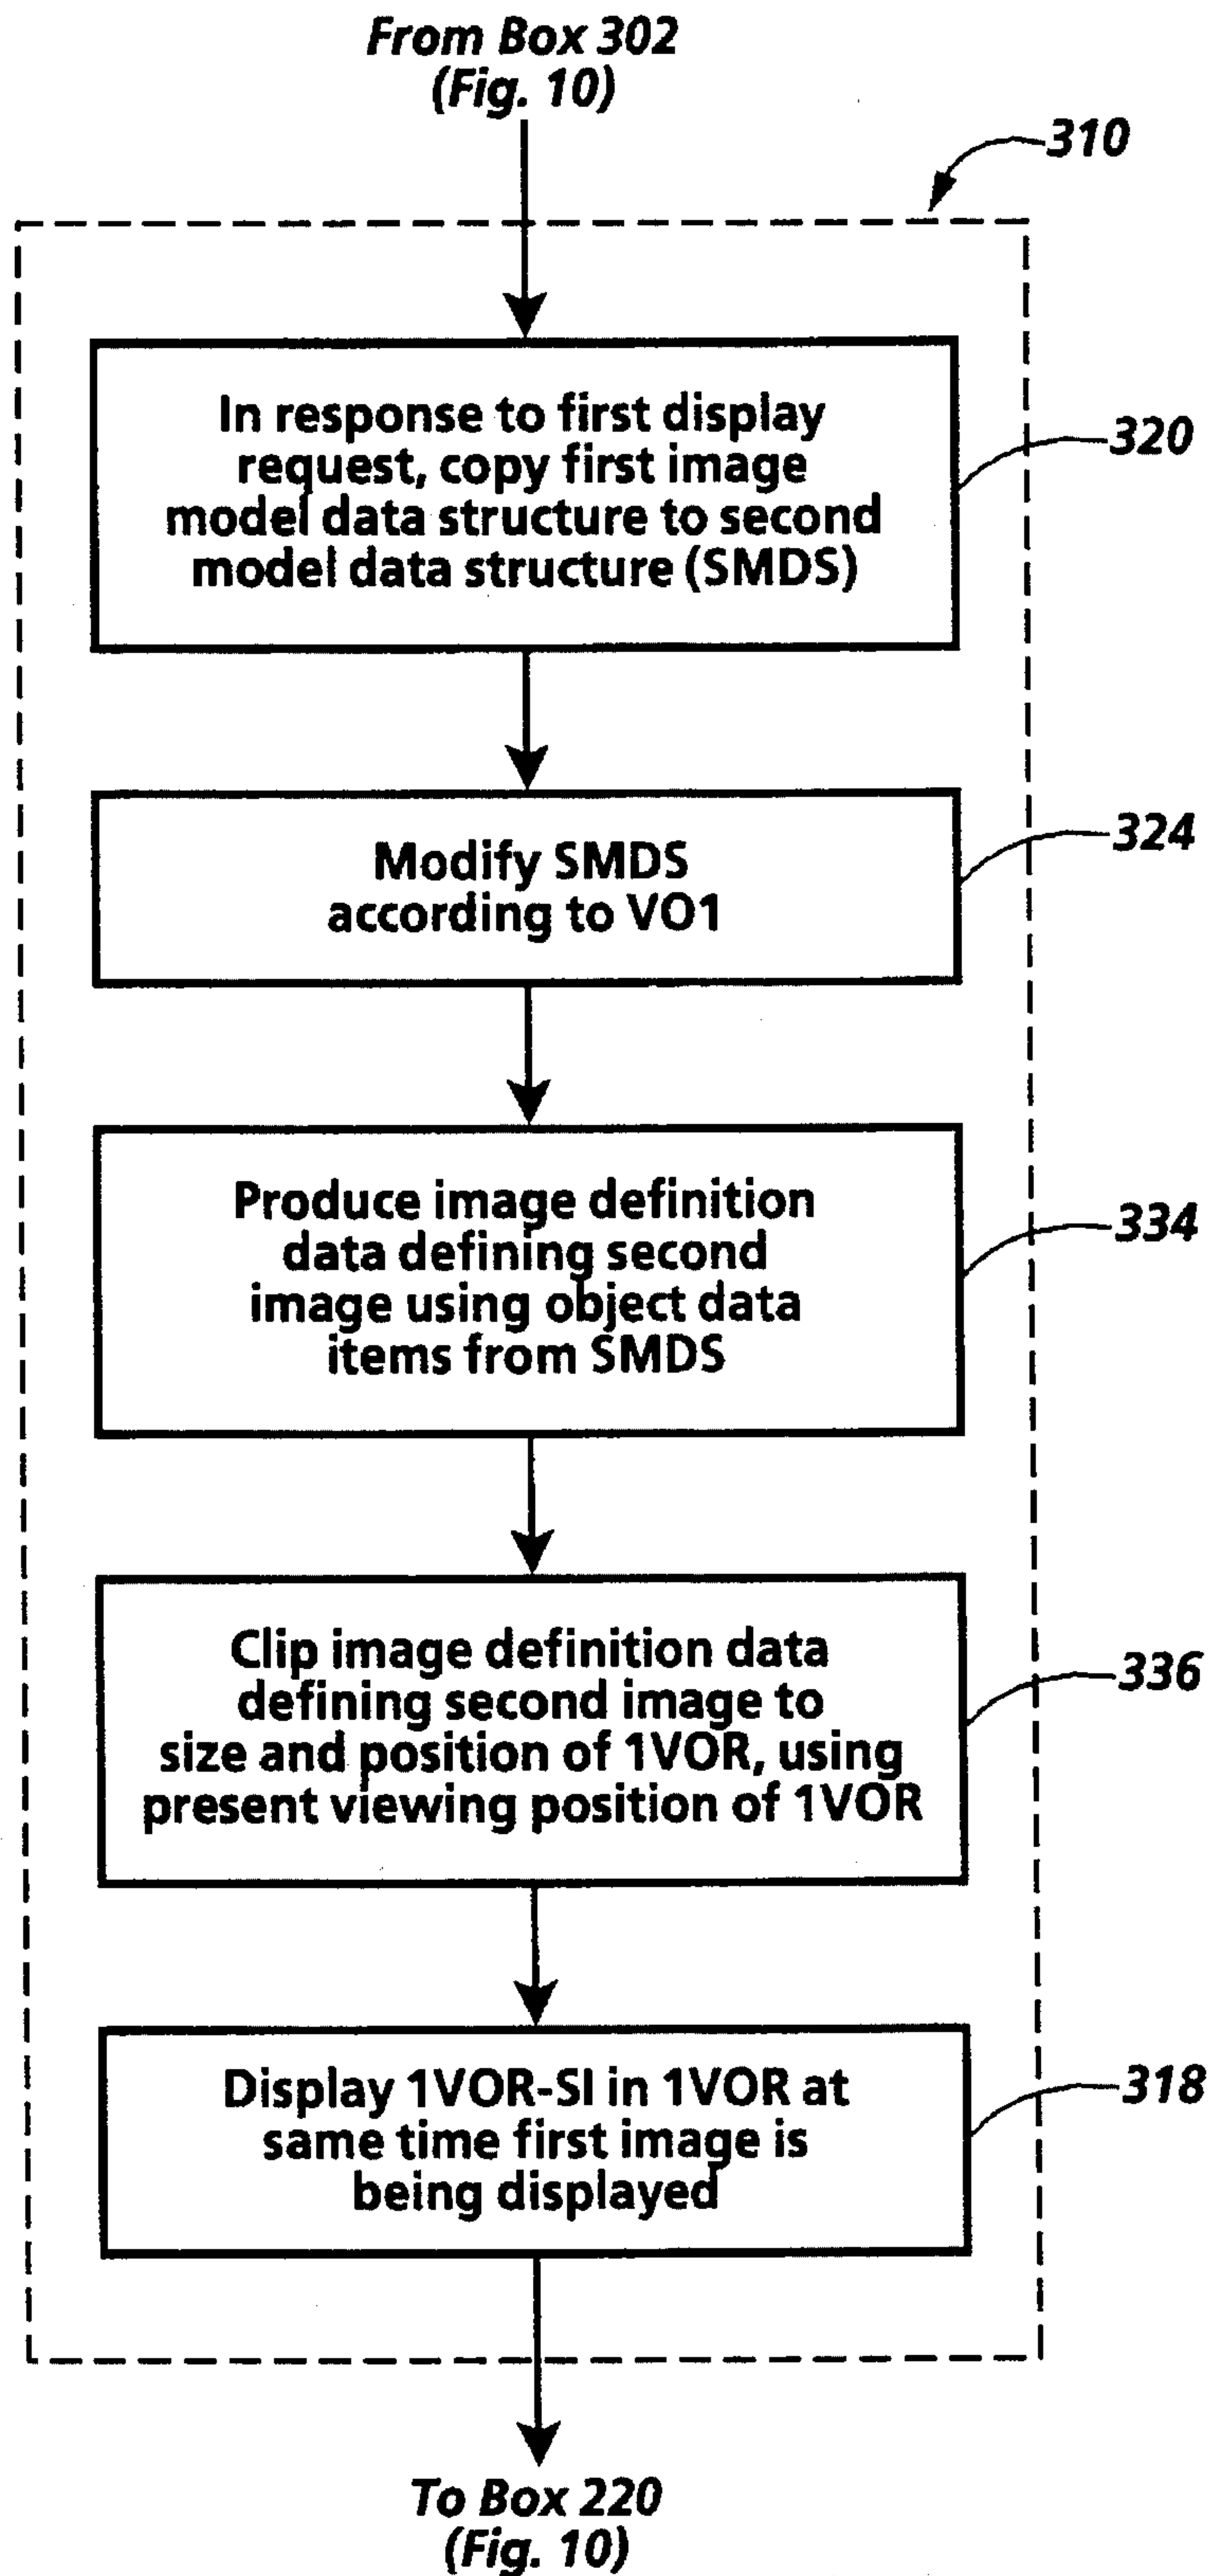 From Box 302
(Fig. 10)
310
In response to first display
request, copy first image
model data structure to second
model data structure (SMDS)
320
Modify SMDS
according to VO1
324
Produce image definition
data defining second
image using object data
items from SMDS
334
Clip image definition data
defining second image to
size and position of 1VOR, using
present viewing position of 1VOR
336
Display 1VOR-SI in 1VOR at
same time first image is
being displayed
318
To Box 220
(Fig. 10)